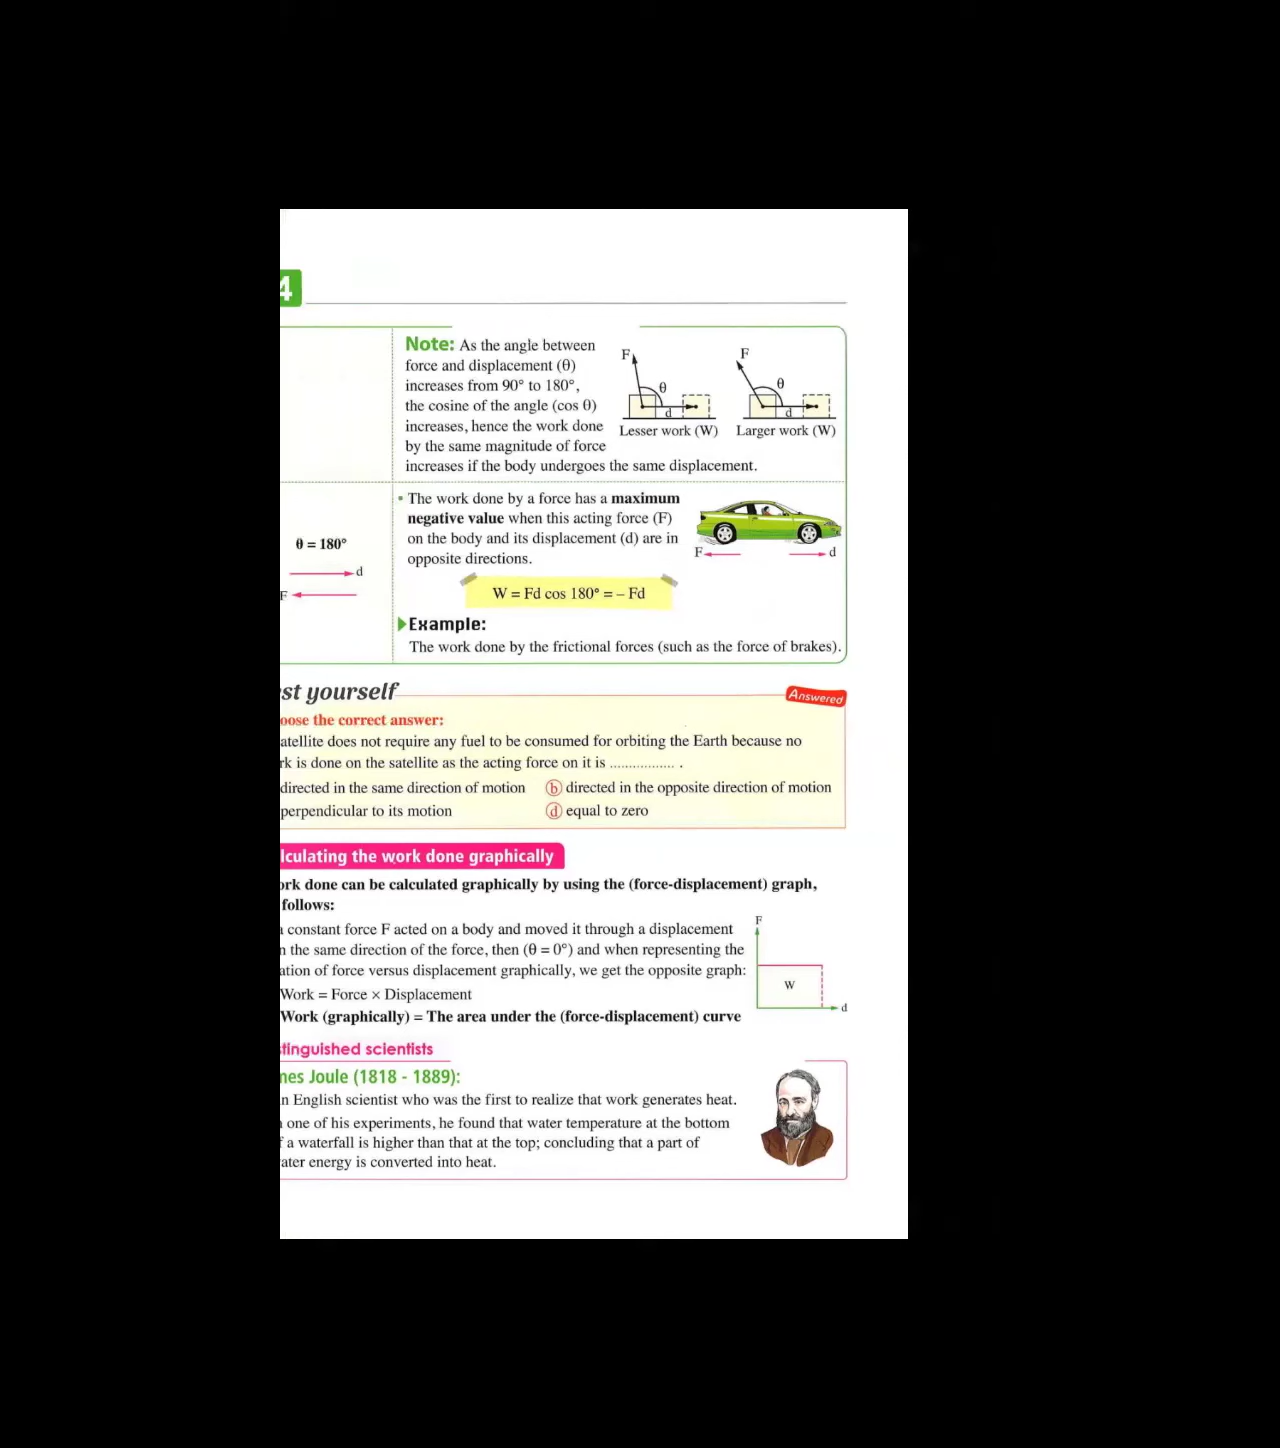 4
Note: As the angle between
force and displacement (θ)
increases from 90° to 180°,
the cosine of the angle (cos θ)
increases, hence the work done
by the same magnitude of force
increases if the body undergoes the same displacement.
F
θ
d
Lesser work (W)
F
θ
d
Larger work (W)
θ = 180°
d
F
• The work done by a force has a maximum
negative value when this acting force (F)
on the body and its displacement (d) are in
opposite directions.
F
d
W = Fd cos 180° = – Fd
Example:
The work done by the frictional forces (such as the force of brakes).
st yourself
Answered
oose the correct answer:
atellite does not require any fuel to be consumed for orbiting the Earth because no
rk is done on the satellite as the acting force on it is ................. .
directed in the same direction of motion
ⓑ directed in the opposite direction of motion
perpendicular to its motion
ⓓ equal to zero
lculating the work done graphically
ork done can be calculated graphically by using the (force-displacement) graph,
follows:
constant force F acted on a body and moved it through a displacement
n the same direction of the force, then (θ = 0°) and when representing the
ation of force versus displacement graphically, we get the opposite graph:
F
W
d
Work = Force × Displacement
Work (graphically) = The area under the (force-displacement) curve
tinguished scientists
mes Joule (1818 - 1889):
n English scientist who was the first to realize that work generates heat.
one of his experiments, he found that water temperature at the bottom
f a waterfall is higher than that at the top; concluding that a part of
ater energy is converted into heat.